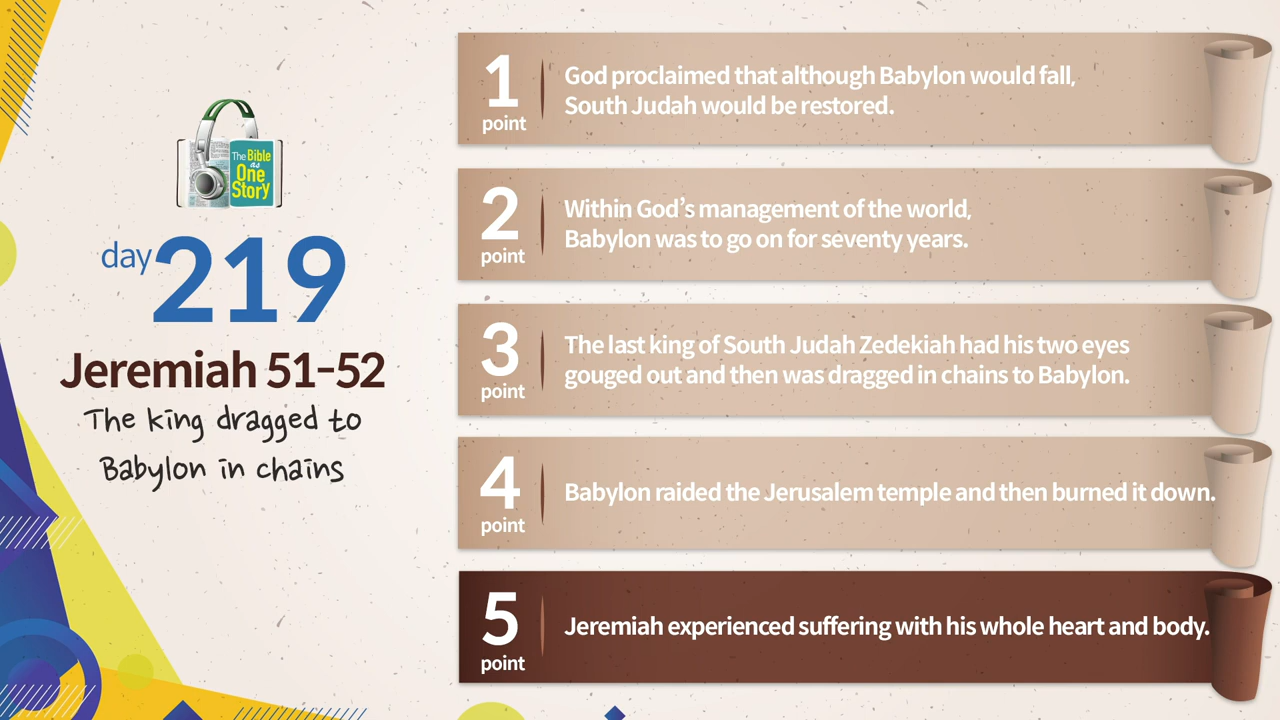 The Bible
as
One
Story
day 219
Jeremiah 51-52
The king dragged to
Babylon in chains
1
point
God proclaimed that although Babylon would fall,
South Judah would be restored.
2
point
Within God's management of the world,
Babylon was to go on for seventy years.
3
point
The last king of South Judah Zedekiah had his two eyes
gouged out and then was dragged in chains to Babylon.
4
point
Babylon raided the Jerusalem temple and then burned it down.
5
point
Jeremiah experienced suffering with his whole heart and body.